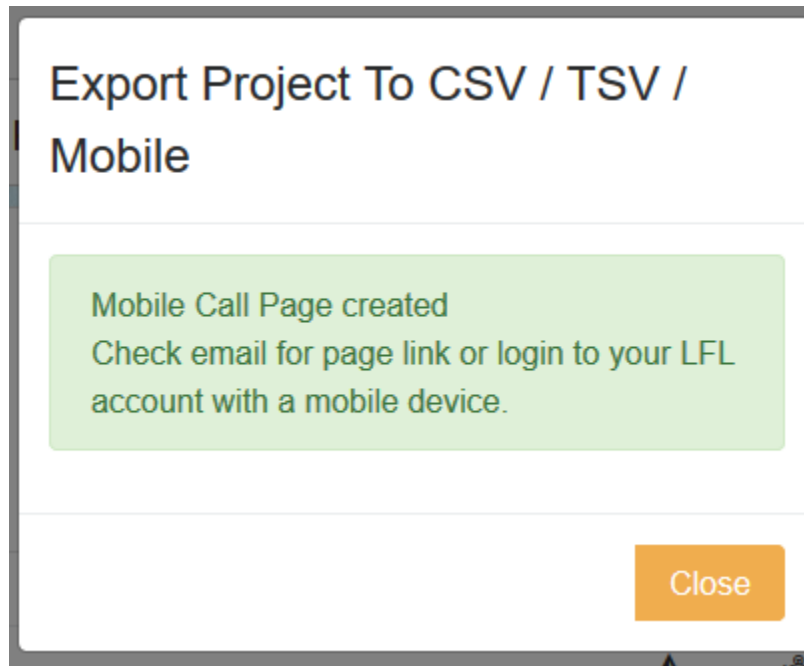 Export Project To CSV / TSV /
Mobile
Mobile Call Page created
Check email for page link or login to your LFL
account with a mobile device.
Close